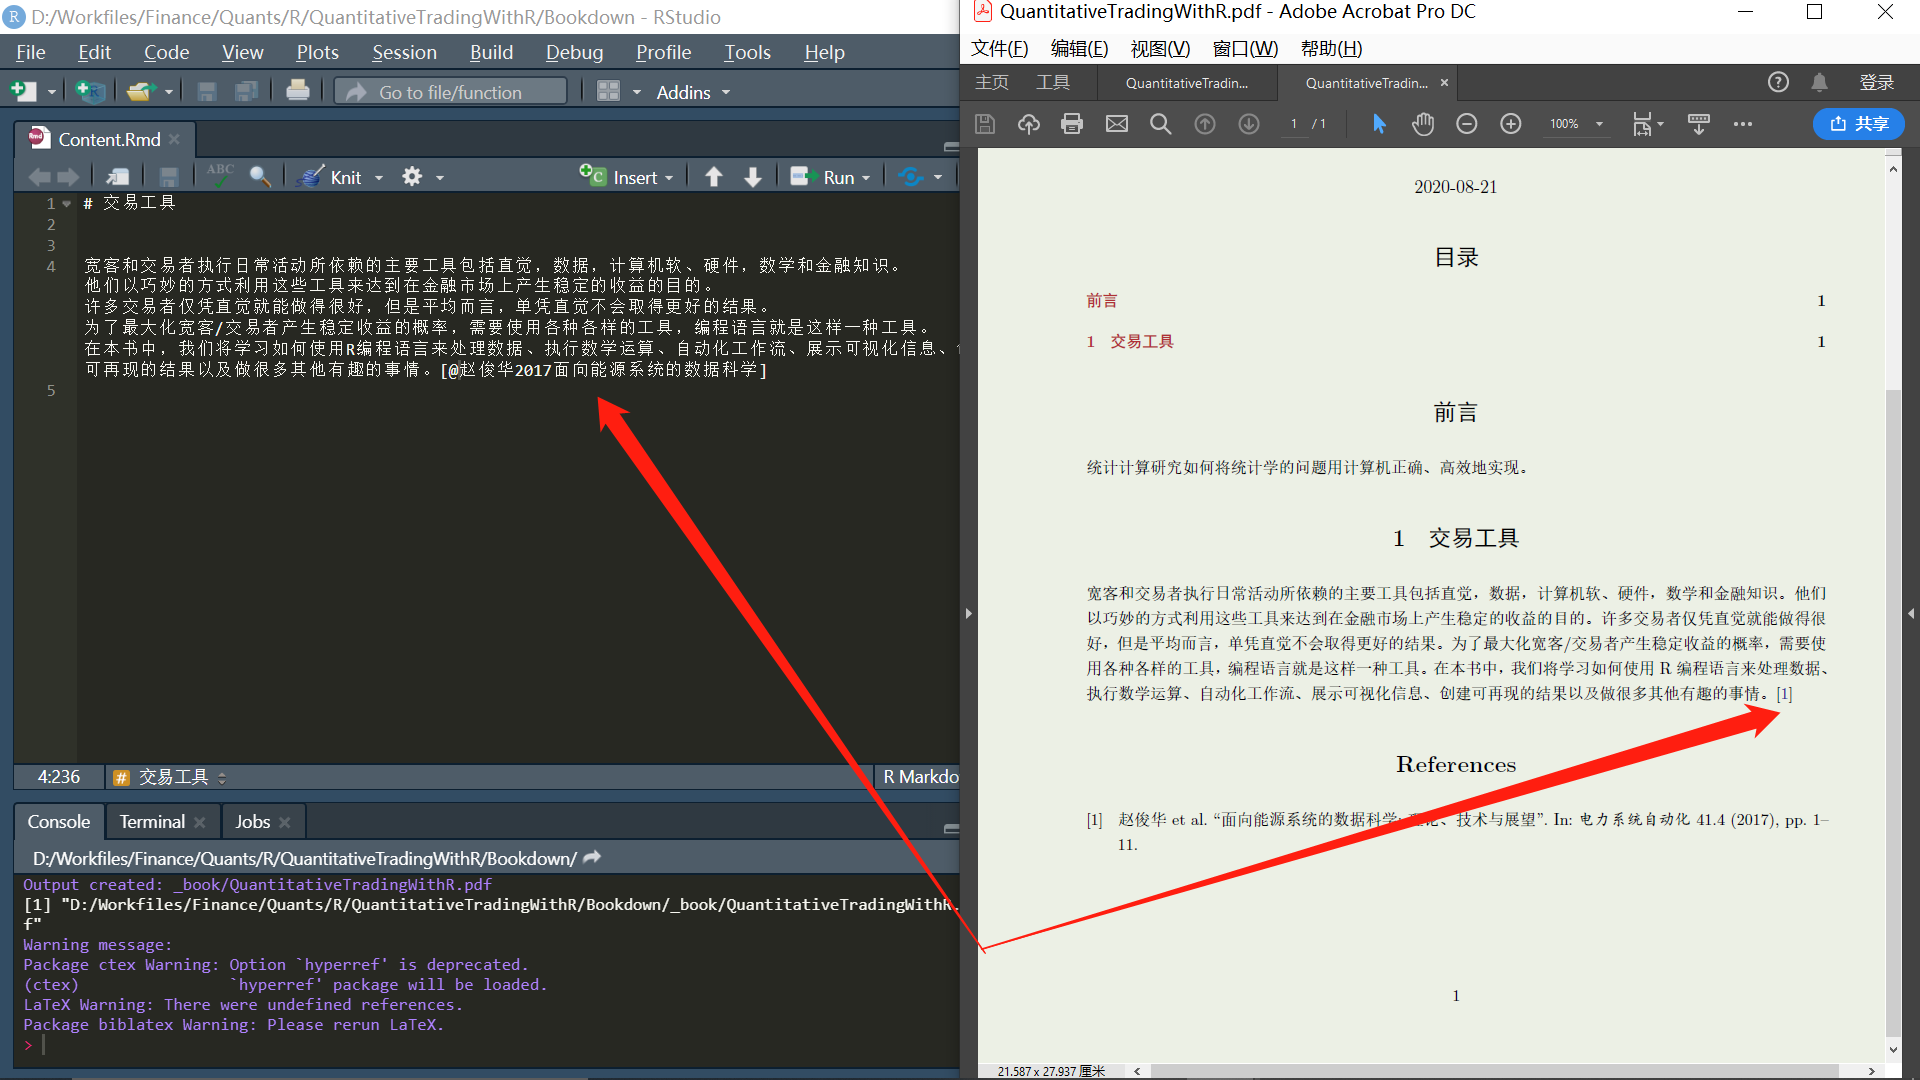 D:/Workfiles/Finance/Quants/R/QuantitativeTradingWithR/Bookdown - RStudio
File Edit Code View Plots Session Build Debug Profile Tools Help
Go to file/function Addins
Content.Rmd
ABC Knit Insert Run
1 # 交易工具
2
3
4 宽客和交易者执行日常活动所依赖的主要工具包括直觉，数据，计算机软、硬件，数学和金融知识。
他们以巧妙的方式利用这些工具来达到在金融市场上产生稳定的收益的目的。
许多交易者仅凭直觉就能做得很好，但是平均而言，单凭直觉不会取得更好的结果。
为了最大化宽客/交易者产生稳定收益的概率，需要使用各种各样的工具，编程语言就是这样一种工具。
在本书中，我们将学习如何使用R编程语言来处理数据、执行数学运算、自动化工作流、展示可视化信息、
可再现的结果以及做很多其他有趣的事情。[@赵俊华2017面向能源系统的数据科学]
5
4:236 # 交易工具 R Markdo
Console Terminal Jobs
D:/Workfiles/Finance/Quants/R/QuantitativeTradingWithR/Bookdown/
Output created: _book/QuantitativeTradingWithR.pdf
[1] "D:/Workfiles/Finance/Quants/R/QuantitativeTradingWithR/Bookdown/_book/QuantitativeTradingWithR.
f"
Warning message:
Package ctex Warning: Option `hyperref' is deprecated.
(ctex) `hyperref' package will be loaded.
LaTeX Warning: There were undefined references.
Package biblatex Warning: Please rerun LaTeX.
>
QuantitativeTradingWithR.pdf - Adobe Acrobat Pro DC
文件(F) 编辑(E) 视图(V) 窗口(W) 帮助(H)
主页 工具 QuantitativeTradin... QuantitativeTradin... × 登录
1 / 1 100% 共享
2020-08-21
目录
前言 1
1 交易工具 1
前言
统计计算研究如何将统计学的问题用计算机正确、高效地实现。
1 交易工具
宽客和交易者执行日常活动所依赖的主要工具包括直觉，数据，计算机软、硬件，数学和金融知识。他们
以巧妙的方式利用这些工具来达到在金融市场上产生稳定的收益的目的。许多交易者仅凭直觉就能做得很
好，但是平均而言，单凭直觉不会取得更好的结果。为了最大化宽客/交易者产生稳定收益的概率，需要使
用各种各样的工具，编程语言就是这样一种工具。在本书中，我们将学习如何使用 R 编程语言来处理数据、
执行数学运算、自动化工作流、展示可视化信息、创建可再现的结果以及做很多其他有趣的事情。[1]
References
[1] 赵俊华 et al. “面向能源系统的数据科学: 理论、技术与展望”. In: 电力系统自动化 41.4 (2017), pp. 1–
11.
1
21.587 x 27.937 厘米